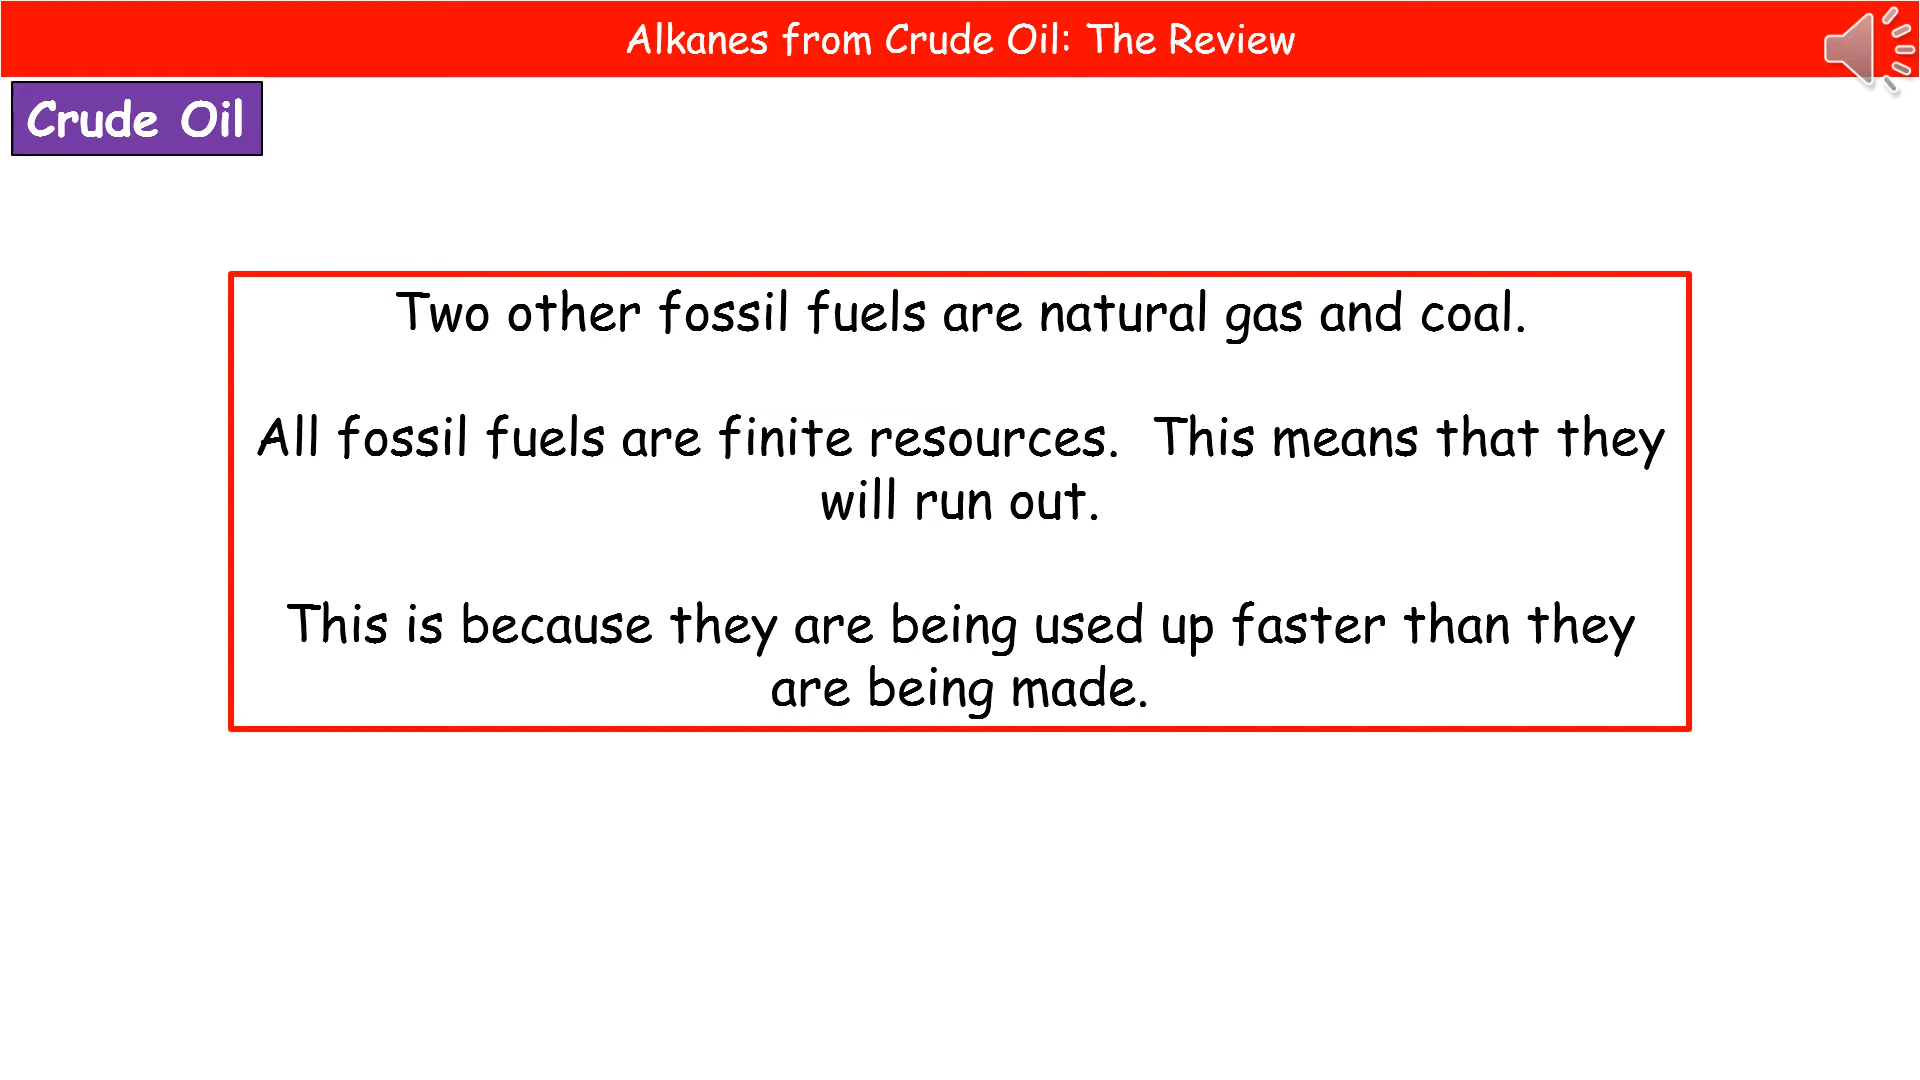 Alkanes from Crude Oil: The Review
Crude Oil
Two other fossil fuels are natural gas and coal.
All fossil fuels are finite resources.  This means that they
will run out.
This is because they are being used up faster than they
are being made.